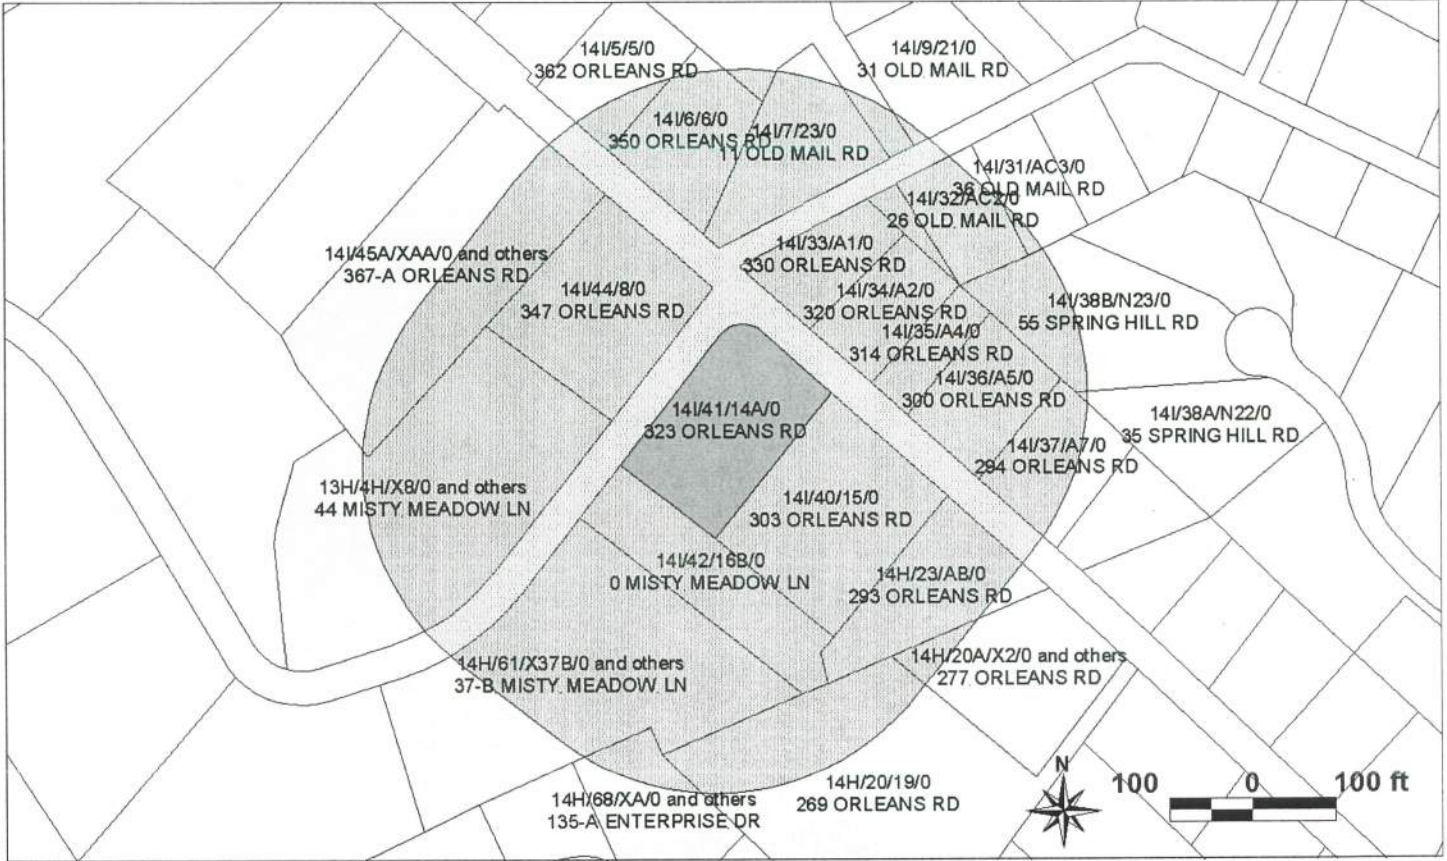 14I/5/5/0
362 ORLEANS RD
14I/9/21/0
31 OLD MAIL RD
14I/6/6/0
350 ORLEANS RD
14I/7/23/0
11 OLD MAIL RD
14I/31/AC3/0
36 OLD MAIL RD
14I/32/AC2/0
26 OLD MAIL RD
14I/45A/XAA/0 and others
367-A ORLEANS RD
14I/33/A1/0
330 ORLEANS RD
14I/44/8/0
347 ORLEANS RD
14I/34/A2/0
320 ORLEANS RD
14I/38B/N23/0
55 SPRING HILL RD
14I/35/A4/0
314 ORLEANS RD
14I/36/A5/0
300 ORLEANS RD
14I/41/14A/0
323 ORLEANS RD
14I/38A/N22/0
35 SPRING HILL RD
14I/37/A7/0
294 ORLEANS RD
13H/4H/X8/0 and others
44 MISTY MEADOW LN
14I/40/15/0
303 ORLEANS RD
14I/42/16B/0
0 MISTY MEADOW LN
14H/23/AB/0
293 ORLEANS RD
14H/61/X37B/0 and others
37-B MISTY MEADOW LN
14H/20A/X2/0 and others
277 ORLEANS RD
14H/68/XA/0 and others
135-A ENTERPRISE DR
14H/20/19/0
269 ORLEANS RD
N
100 0 100 ft